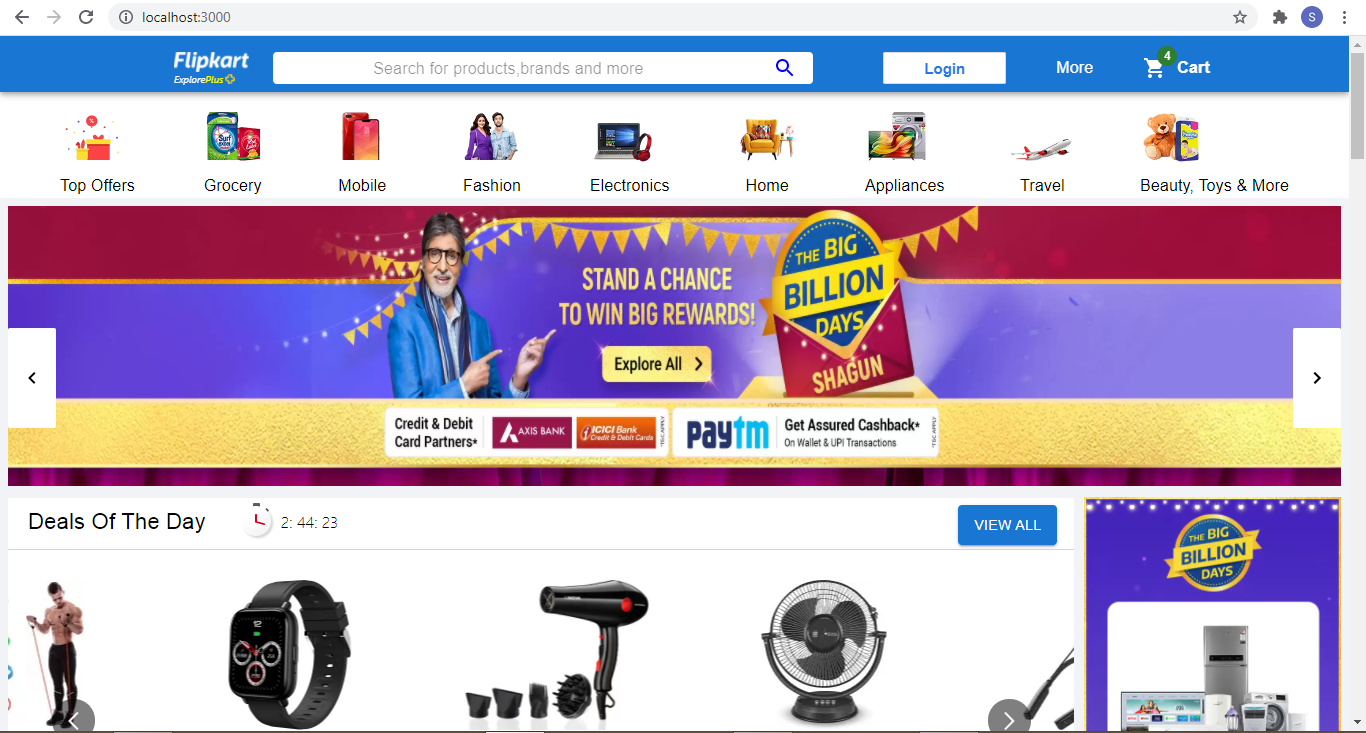 localhost:3000
S
Flipkart
ExplorePlus
Search for products,brands and more
Login
More
4
Cart
Top Offers
Grocery
Mobile
Fashion
Electronics
Home
Appliances
Travel
Beauty, Toys & More
STAND A CHANCE
TO WIN BIG REWARDS!
Explore All
THE BIG
BILLION
DAYS
SHAGUN
Credit & Debit
Card Partners*
AXIS BANK
ICICI Bank
Credit & Debit Cards
*T&C APPLY
paytm
Get Assured Cashback*
On Wallet & UPI Transactions
*T&C APPLY
Deals Of The Day
2: 44: 23
VIEW ALL
THE BIG
BILLION
DAYS